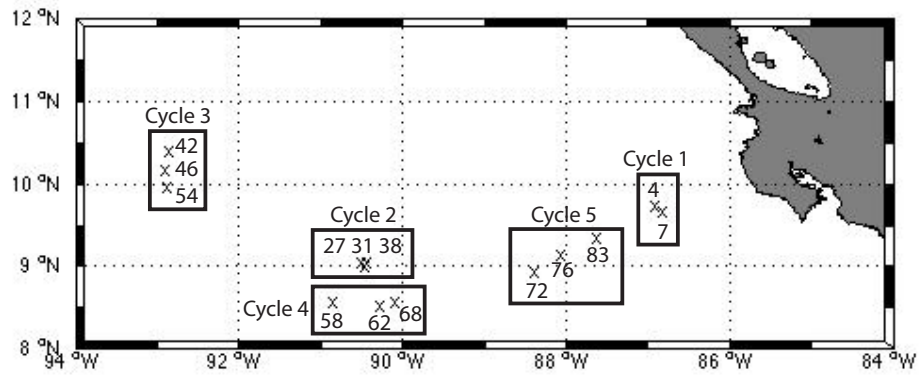 12 °N
11 °N
Cycle 3
42
46
54
Cycle 1
4
7
10 °N
Cycle 2
27 31 38
Cycle 5
83
76
72
9 °N
Cycle 4
58
62
68
8 °N
94 °W
92 °W
90 °W
88 °W
86 °W
84 °W